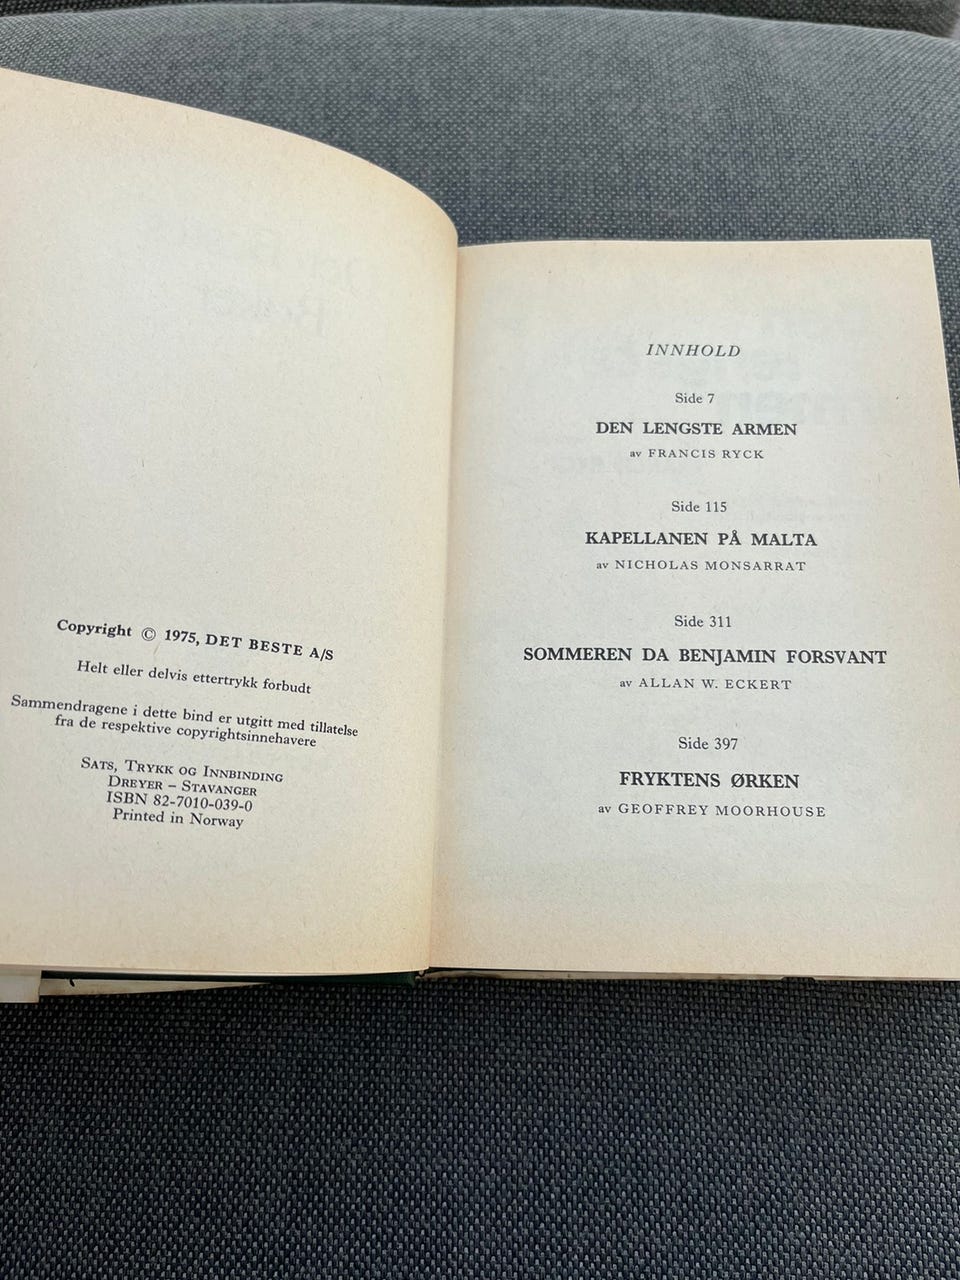 Copyright © 1975, DET BESTE A/S
Helt eller delvis ettertrykk forbudt
Sammendragene i dette bind er utgitt med tillatelse
fra de respektive copyrightsinnehavere
SATS, TRYKK OG INNBINDING
DREYER – STAVANGER
ISBN 82-7010-039-0
Printed in Norway
INNHOLD
Side 7
DEN LENGSTE ARMEN
av FRANCIS RYCK
Side 115
KAPELLANEN PÅ MALTA
av NICHOLAS MONSARRAT
Side 311
SOMMEREN DA BENJAMIN FORSVANT
av ALLAN W. ECKERT
Side 397
FRYKTENS ØRKEN
av GEOFFREY MOORHOUSE